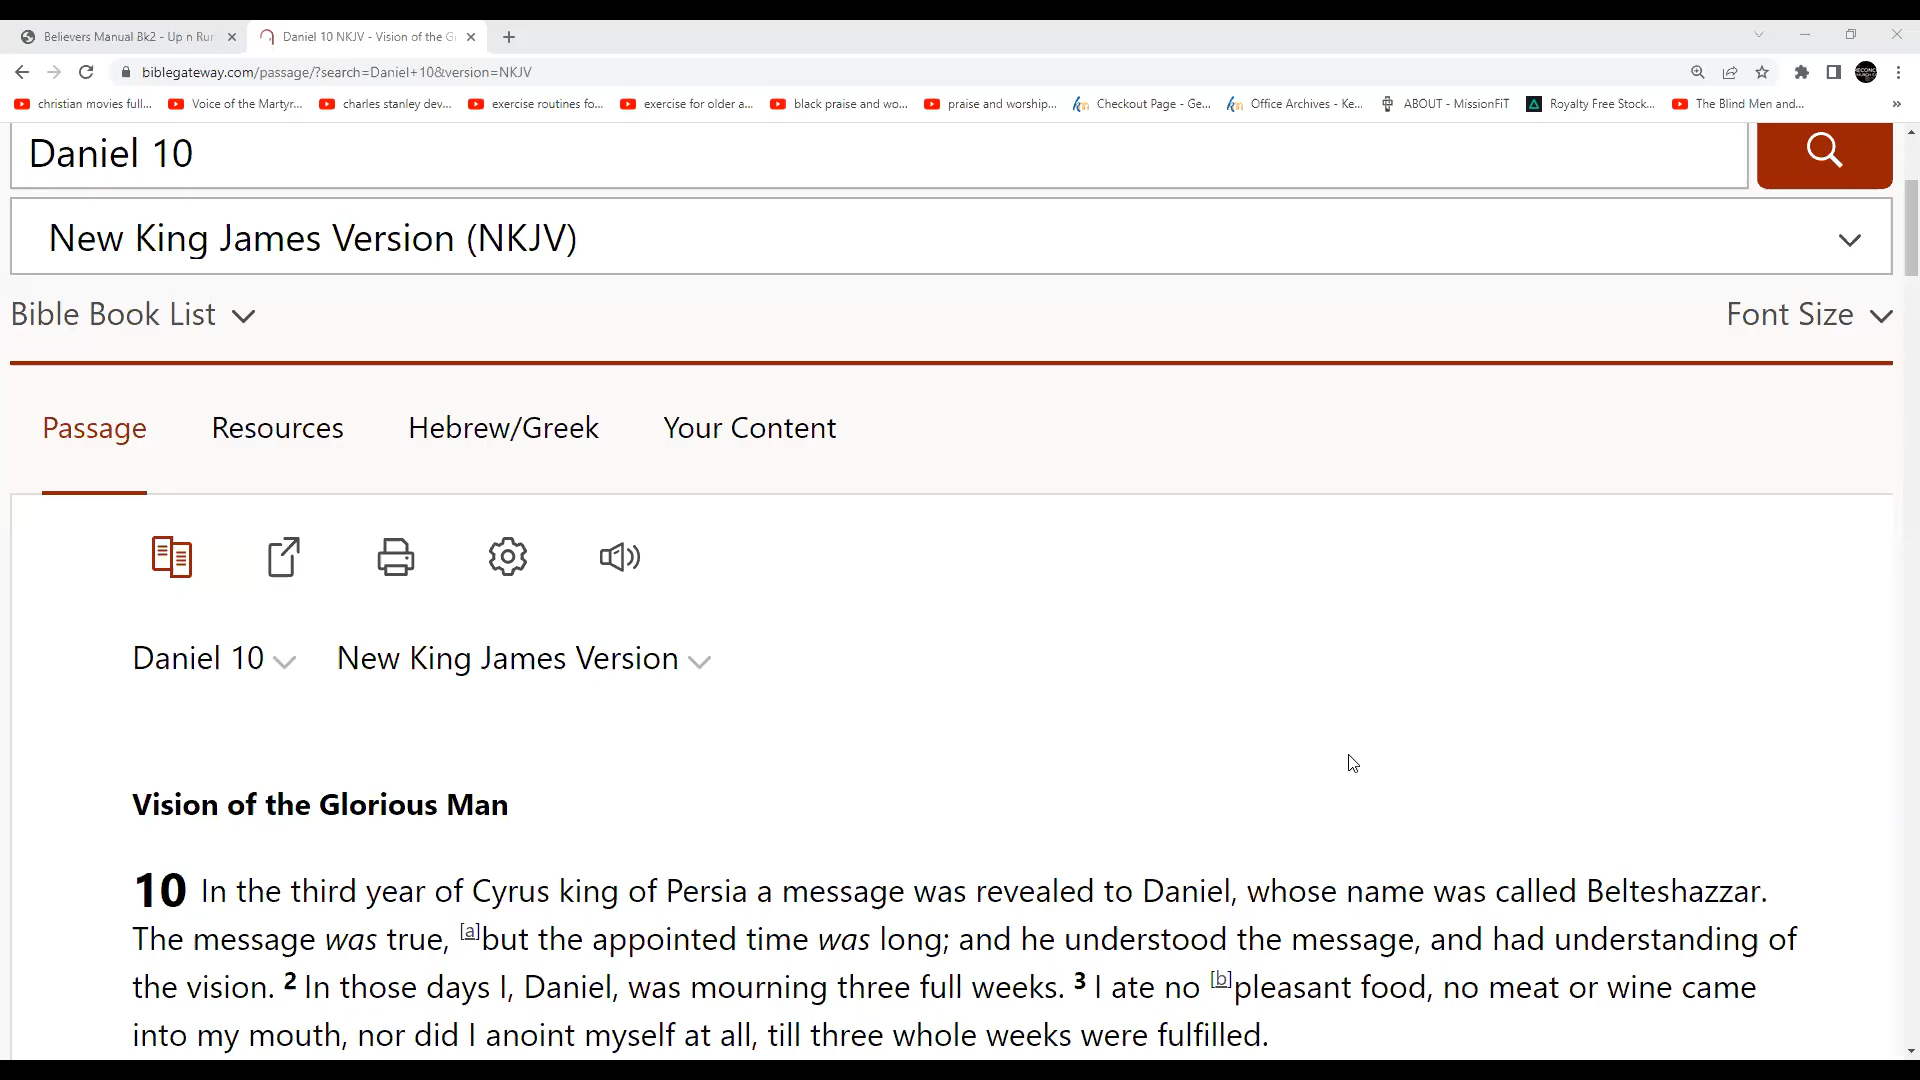 Believers Manual Bk2 - Up n Run
Daniel 10 NKJV - Vision of the G
biblegateway.com/passage/?search=Daniel+10&version=NKJV
christian movies full... Voice of the Martyr... charles stanley dev... exercise routines fo... exercise for older a... black praise and wo... praise and worship... Checkout Page - Ge... Office Archives - Ke... ABOUT - MissionFiT Royalty Free Stock... The Blind Men and... »
Daniel 10
New King James Version (NKJV)
Bible Book List Font Size
Passage Resources Hebrew/Greek Your Content
Daniel 10 New King James Version
Vision of the Glorious Man
10 In the third year of Cyrus king of Persia a message was revealed to Daniel, whose name was called Belteshazzar.
The message was true, [a]but the appointed time was long; and he understood the message, and had understanding of
the vision. 2 In those days I, Daniel, was mourning three full weeks. 3 I ate no [b]pleasant food, no meat or wine came
into my mouth, nor did I anoint myself at all, till three whole weeks were fulfilled.